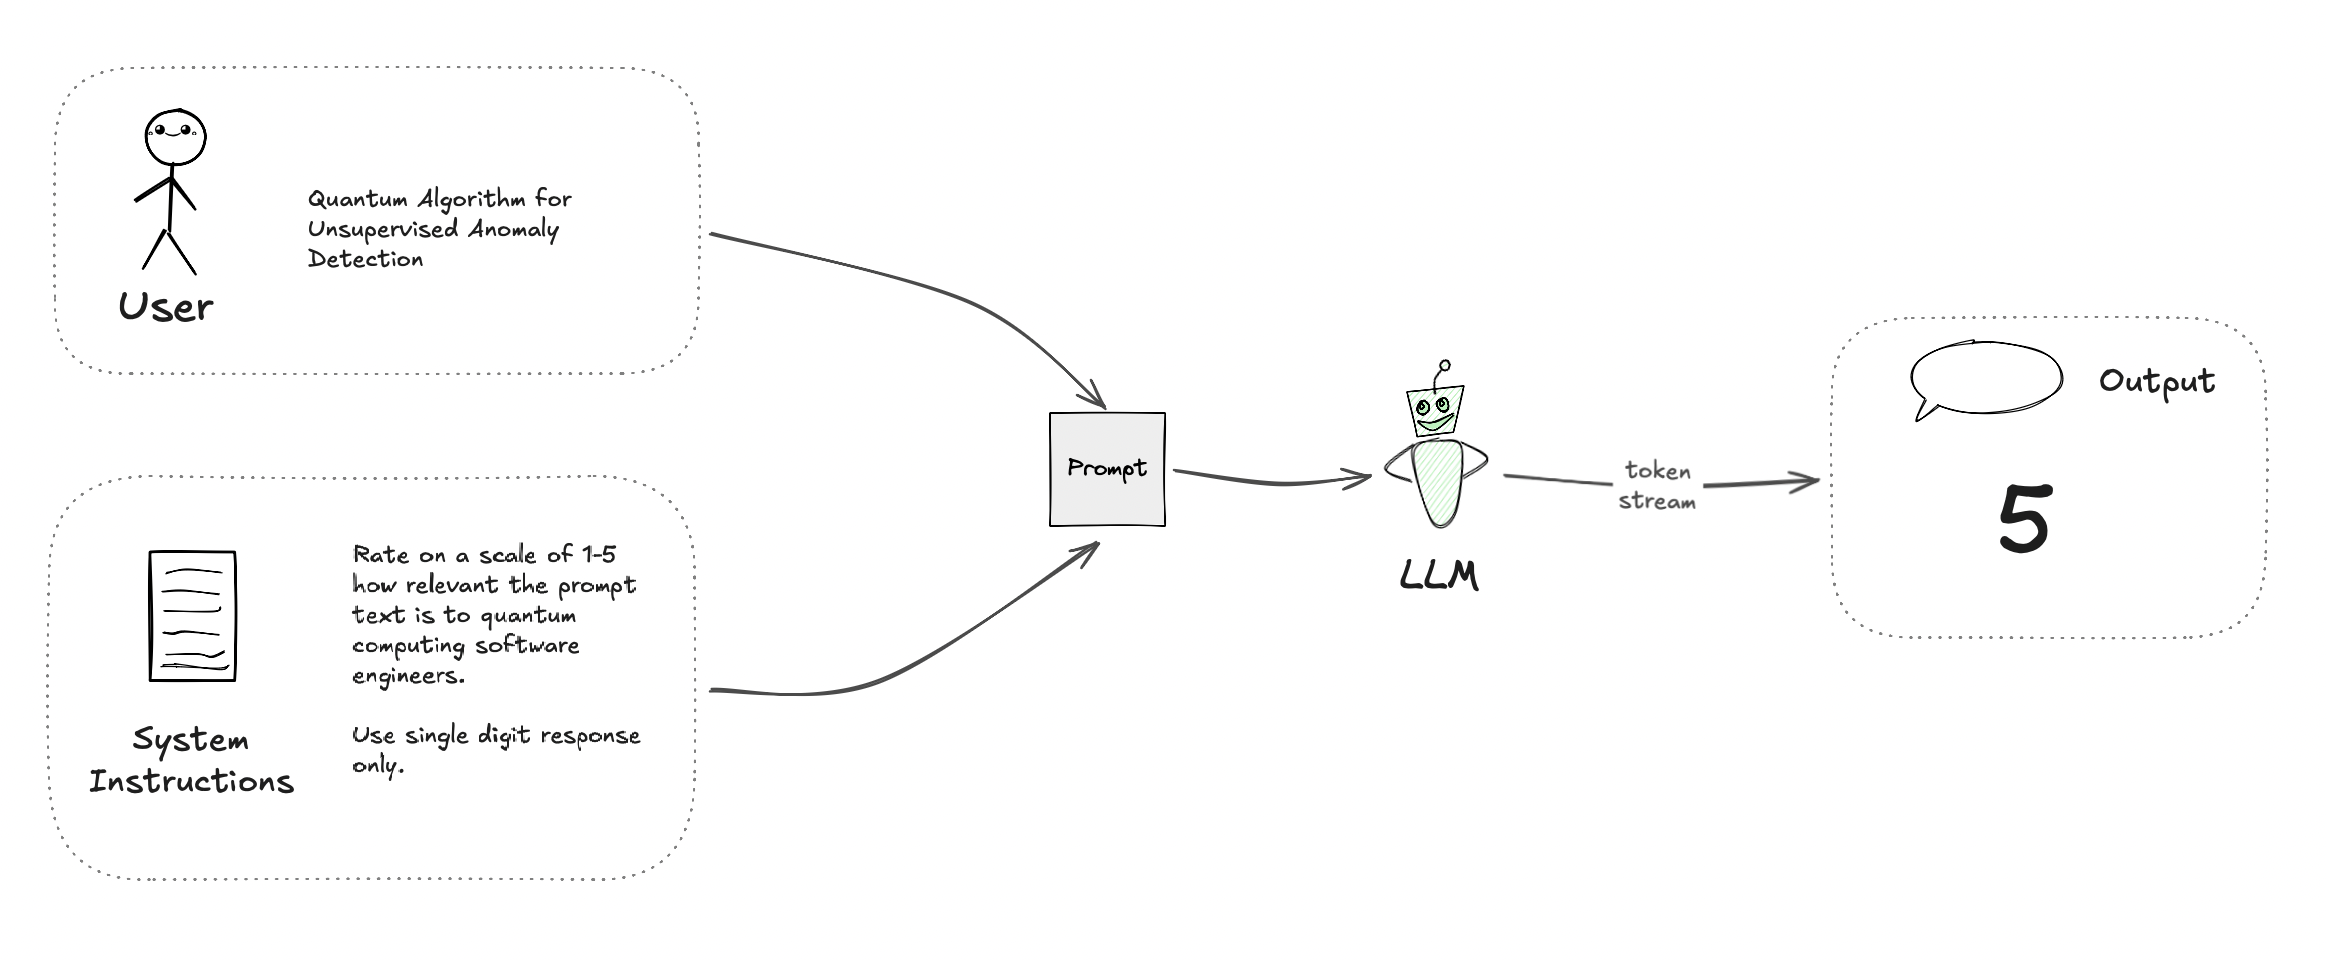 Quantum Algorithm for
Unsupervised Anomaly
Detection
User
Rate on a scale of 1-5
how relevant the prompt
text is to quantum
computing software
engineers.
Use single digit response
only.
System
Instructions
Prompt
LLM
token
stream
Output
5